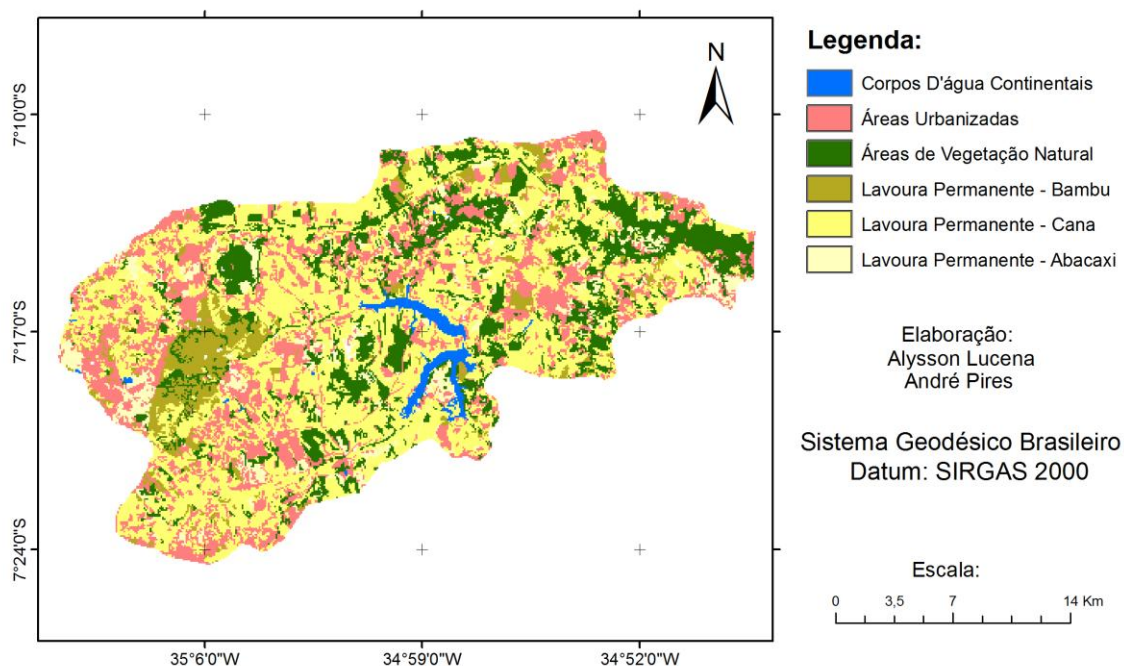 N
7°10'0"S
7°17'0"S
7°24'0"S
35°6'0"W
34°59'0"W
34°52'0"W
Legenda:
Corpos D'água Continentais
Áreas Urbanizadas
Áreas de Vegetação Natural
Lavoura Permanente - Bambu
Lavoura Permanente - Cana
Lavoura Permanente - Abacaxi
Elaboração:
Alysson Lucena
André Pires
Sistema Geodésico Brasileiro
Datum: SIRGAS 2000
Escala:
0 3,5 7 14 Km